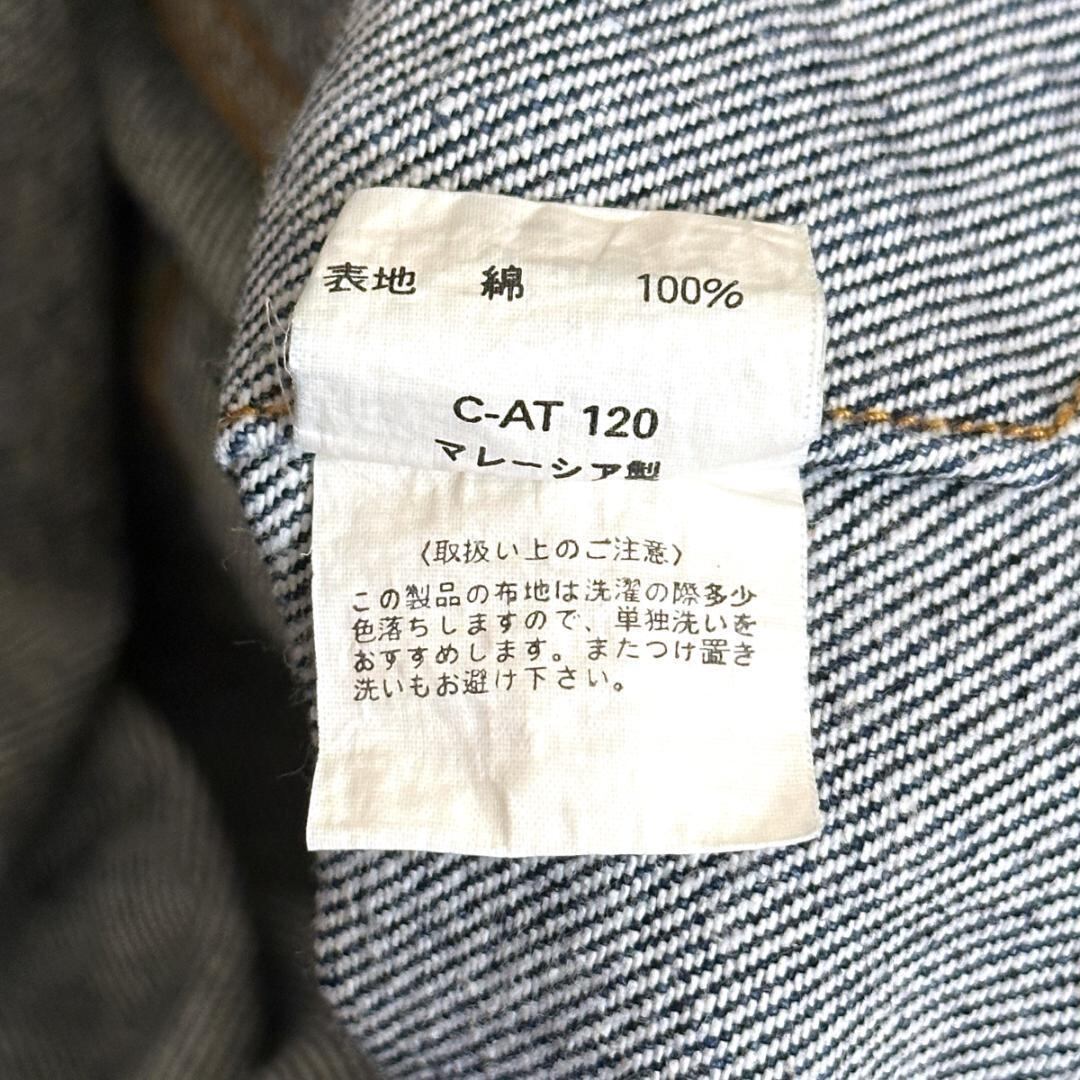 表地 綿 100%
C-AT 120
マレーシア製
〈取扱い上のご注意〉
この製品の布地は洗濯の際多少
色落ちしますので、単独洗いを
おすすめします。またつけ置き
洗いもお避け下さい。